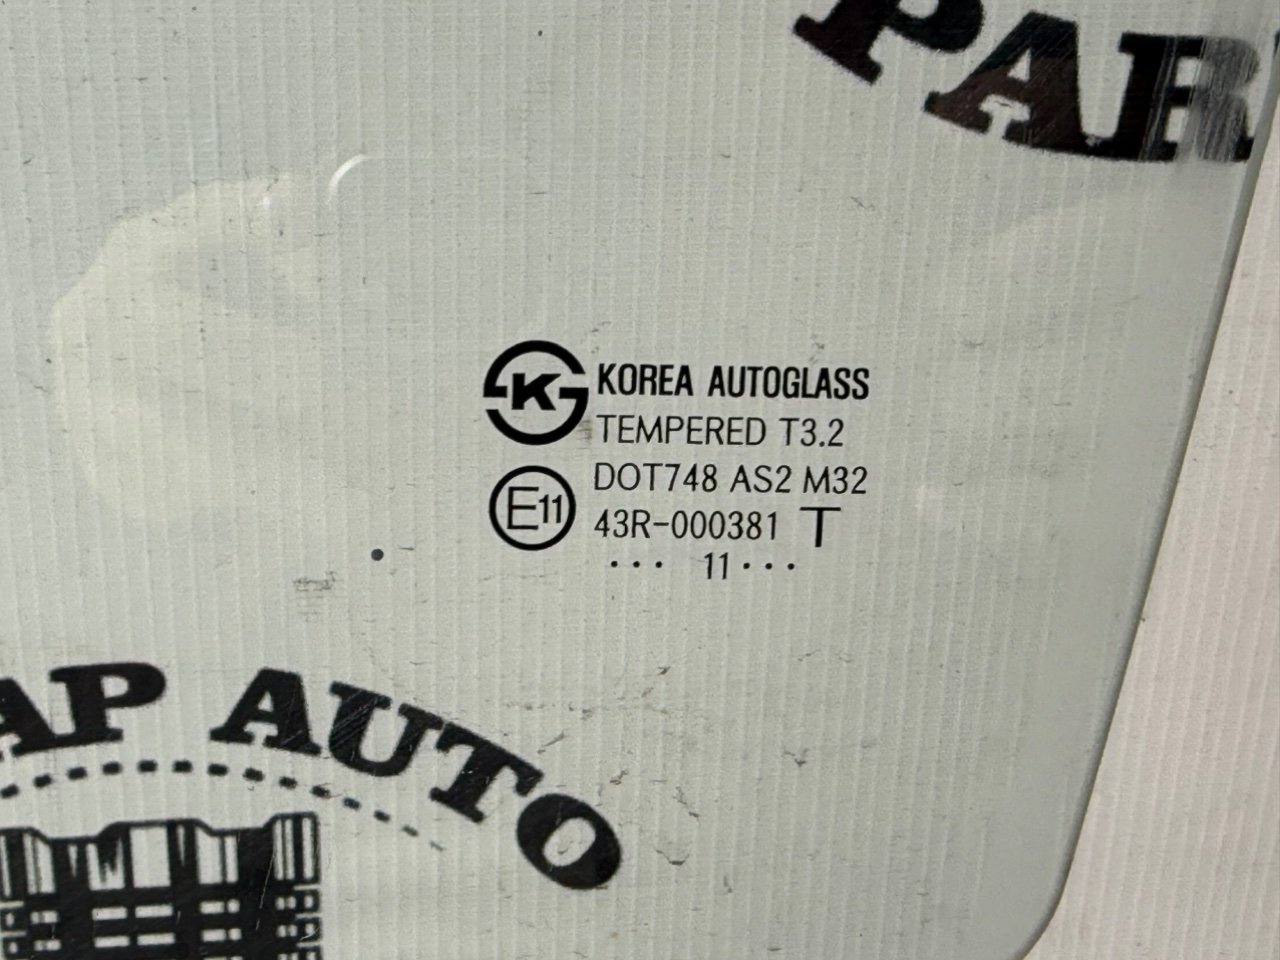 PAR
K
KOREA AUTOGLASS
TEMPERED T3.2
DOT748 AS2 M32
E11
43R-000381 T
··· 11···
AP AUTO